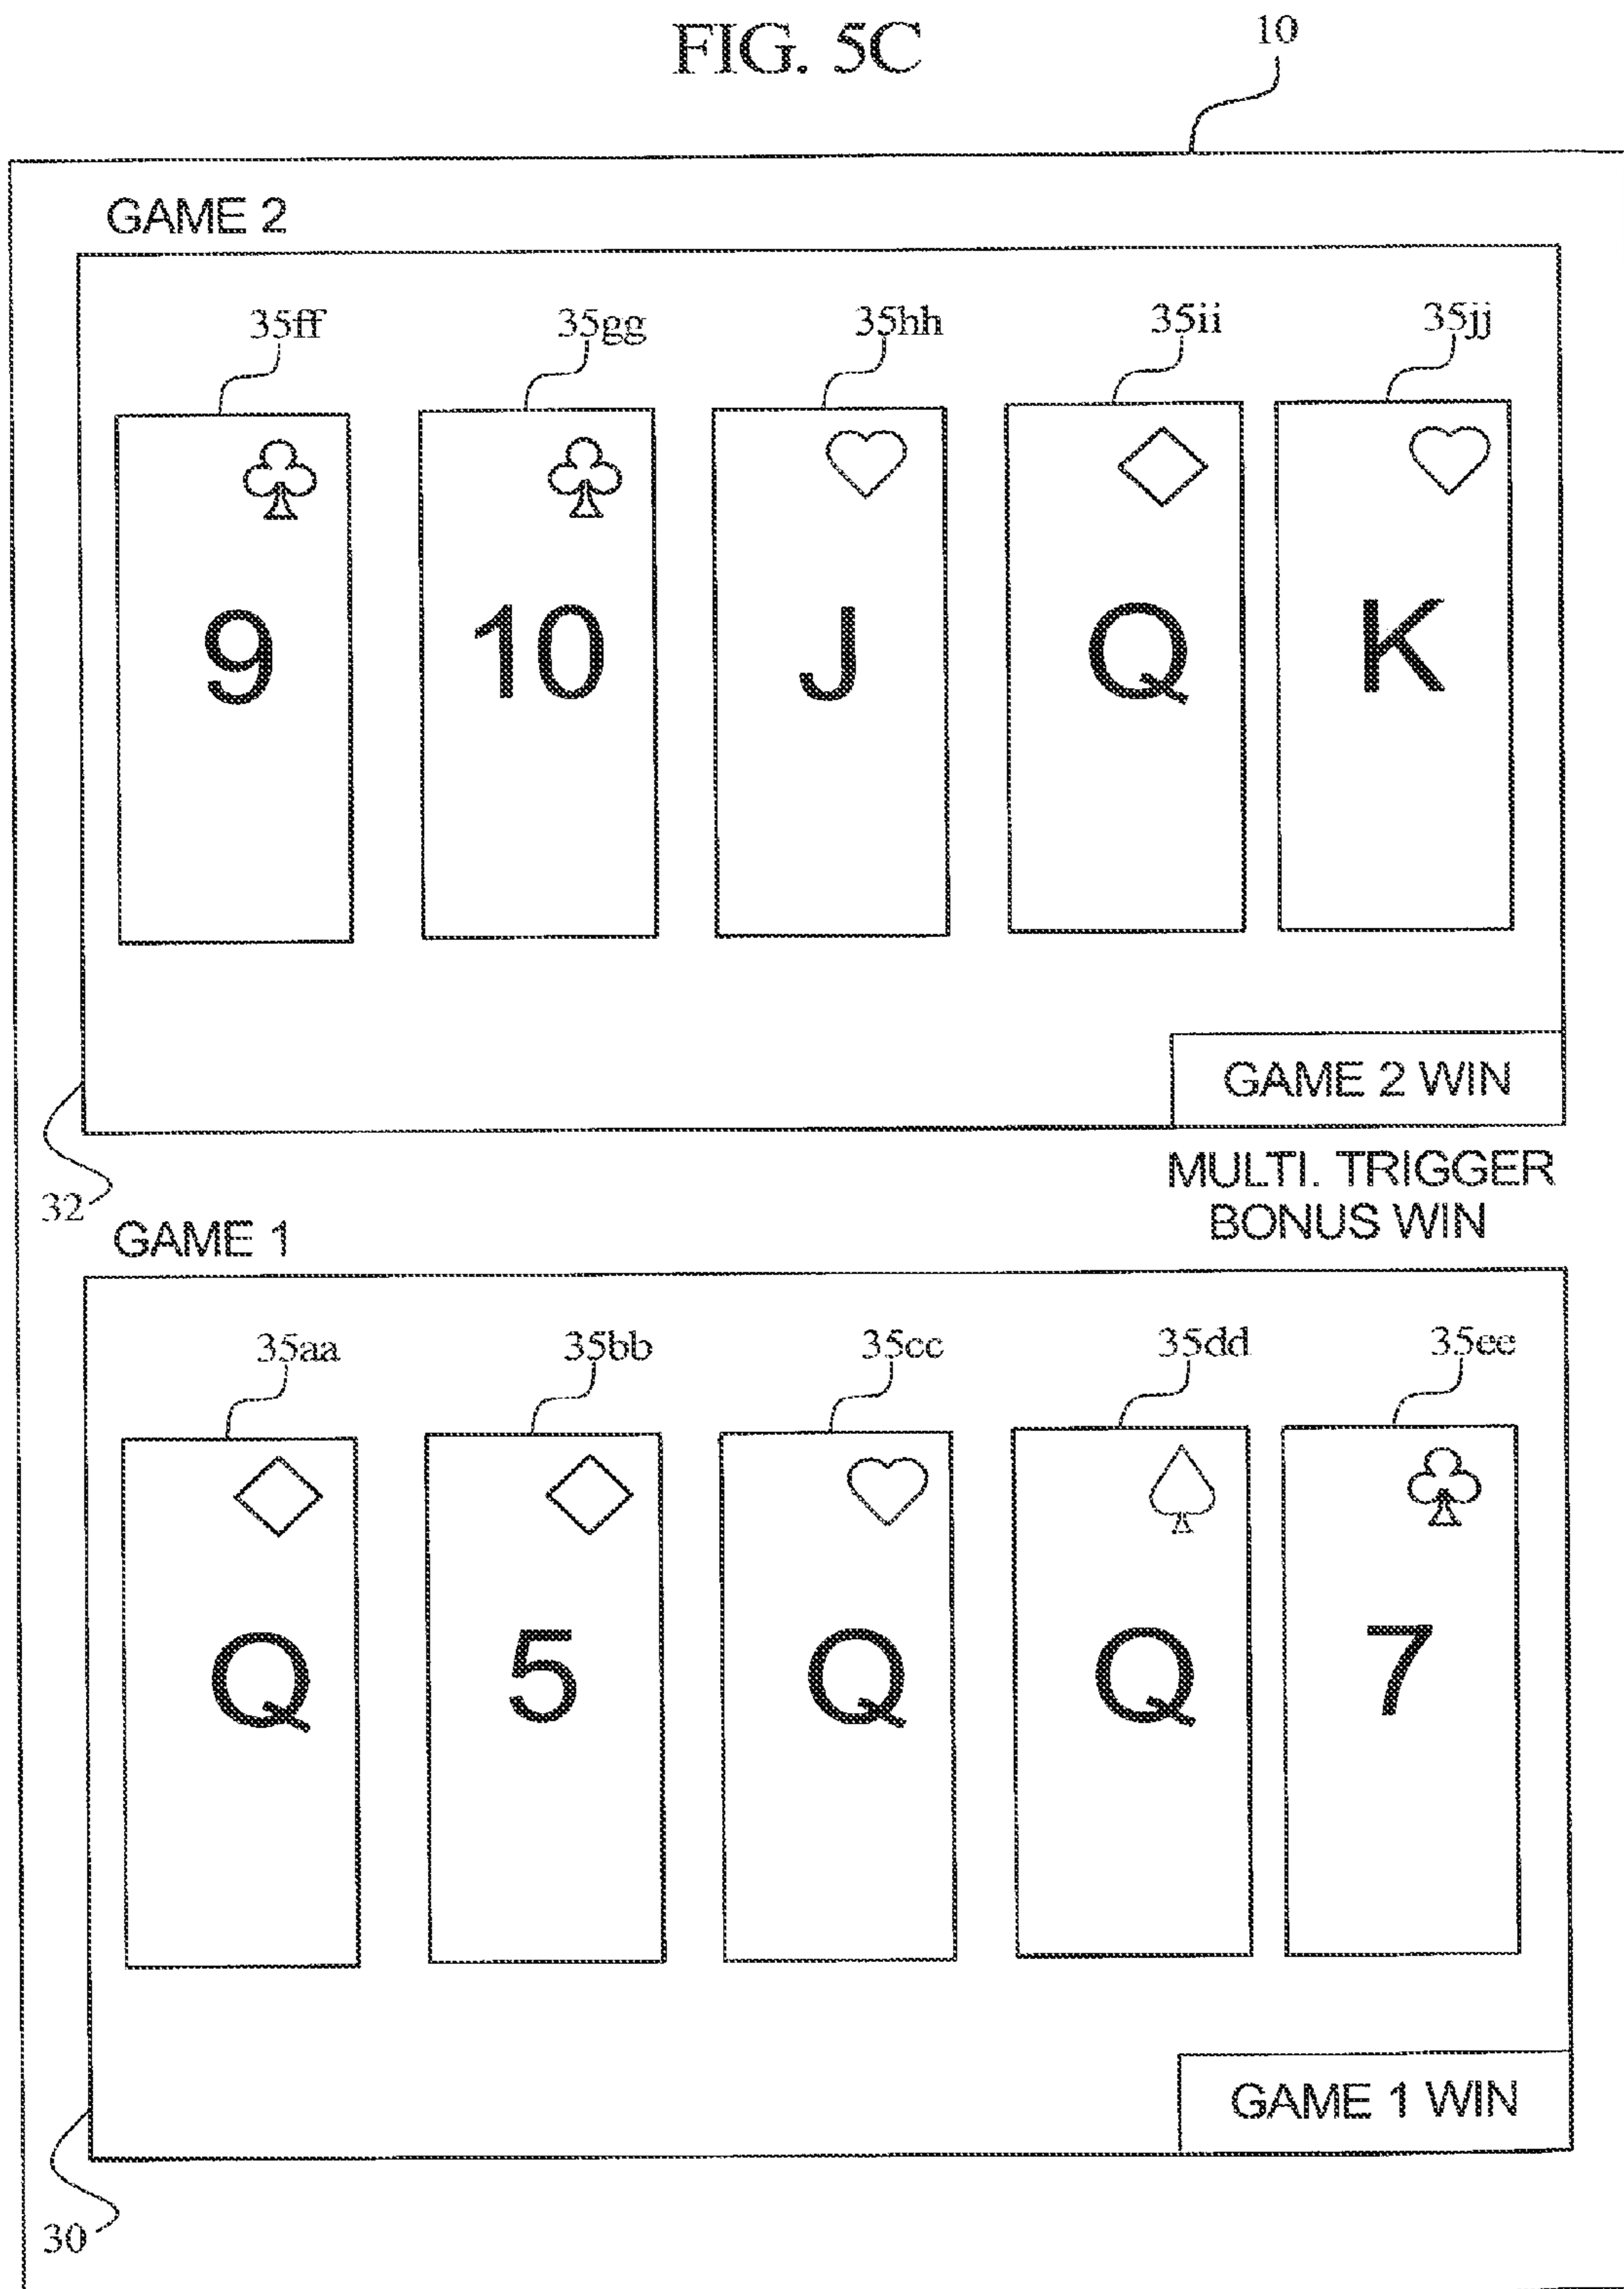 FIG. 5C
10
GAME 2
35ff 35gg 35hh 35ii 35jj
9 10 J Q K
GAME 2 WIN
32
MULTI. TRIGGER
BONUS WIN
GAME 1
35aa 35bb 35cc 35dd 35ee
Q 5 Q Q 7
GAME 1 WIN
30